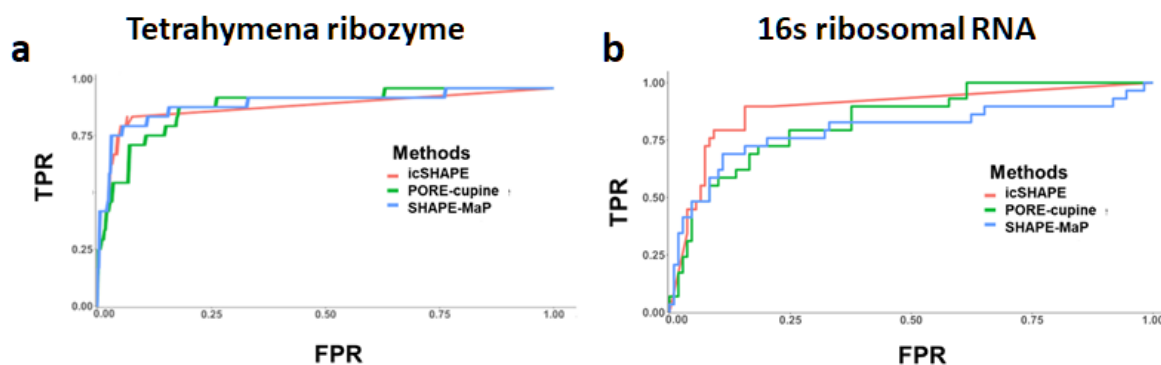 Tetrahymena ribozyme
16s ribosomal RNA
a
b
1.00
0.75
0.25
0.00
TPR
0.00
0.25
0.50
0.75
1.00
FPR
Methods
icSHAPE
PORE-cupine
SHAPE-MaP
1.00
0.75
0.50
0.25
0.00
TPR
0.00
0.25
0.50
0.75
1.00
FPR
Methods
icSHAPE
PORE-cupine
SHAPE-MaP